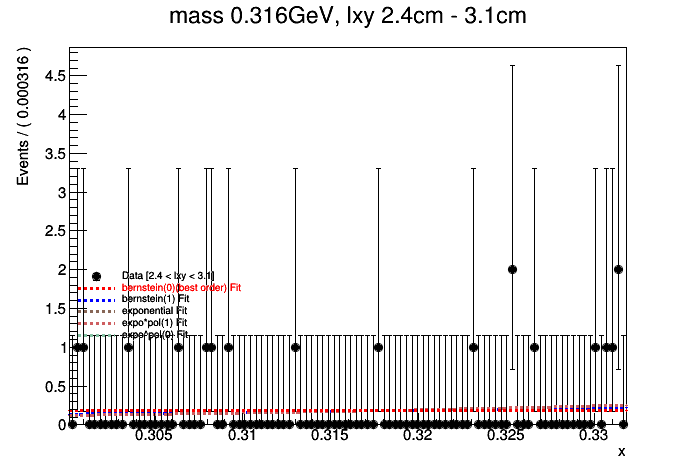 mass 0.316GeV, lxy 2.4cm - 3.1cm
Events / ( 0.000316 )
4.5
4
3.5
3
2.5
2
1.5
1
0.5
0
Data [2.4 < lxy < 3.1]
bernstein(0)(best order) Fit
bernstein(1) Fit
exponential Fit
expo*pol(1) Fit
expo*pol(0) Fit
0.305 0.31 0.315 0.32 0.325 0.33
x